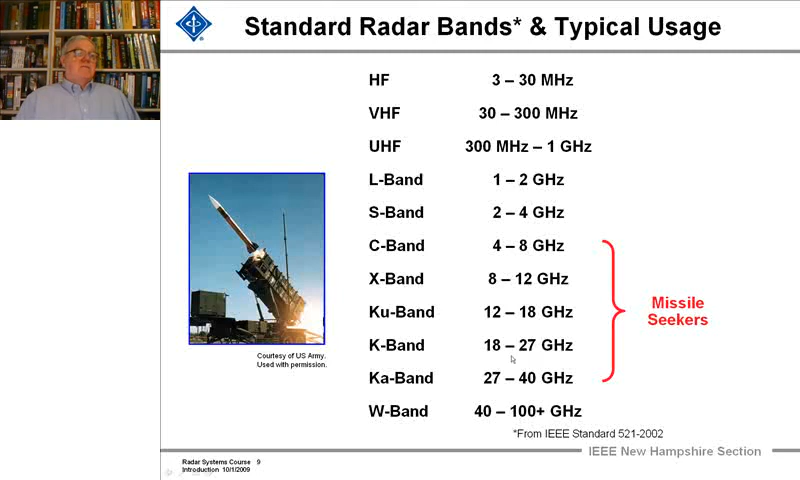 Standard Radar Bands* & Typical Usage
HF 3 – 30 MHz
VHF 30 – 300 MHz
UHF 300 MHz – 1 GHz
L-Band 1 – 2 GHz
S-Band 2 – 4 GHz
C-Band 4 – 8 GHz
X-Band 8 – 12 GHz
Ku-Band 12 – 18 GHz
K-Band 18 – 27 GHz
Ka-Band 27 – 40 GHz
W-Band 40 – 100+ GHz
Missile
Seekers
Courtesy of US Army.
Used with permission.
*From IEEE Standard 521-2002
IEEE New Hampshire Section
Radar Systems Course 9
Introduction 10/1/2009